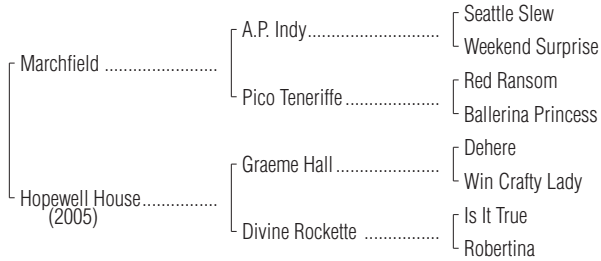 Seattle Slew
A.P. Indy
Weekend Surprise
Marchfield
Red Ransom
Pico Teneriffe
Ballerina Princess
Dehere
Graeme Hall
Win Crafty Lady
Hopewell House
(2005)
Is It True
Divine Rockette
Robertina